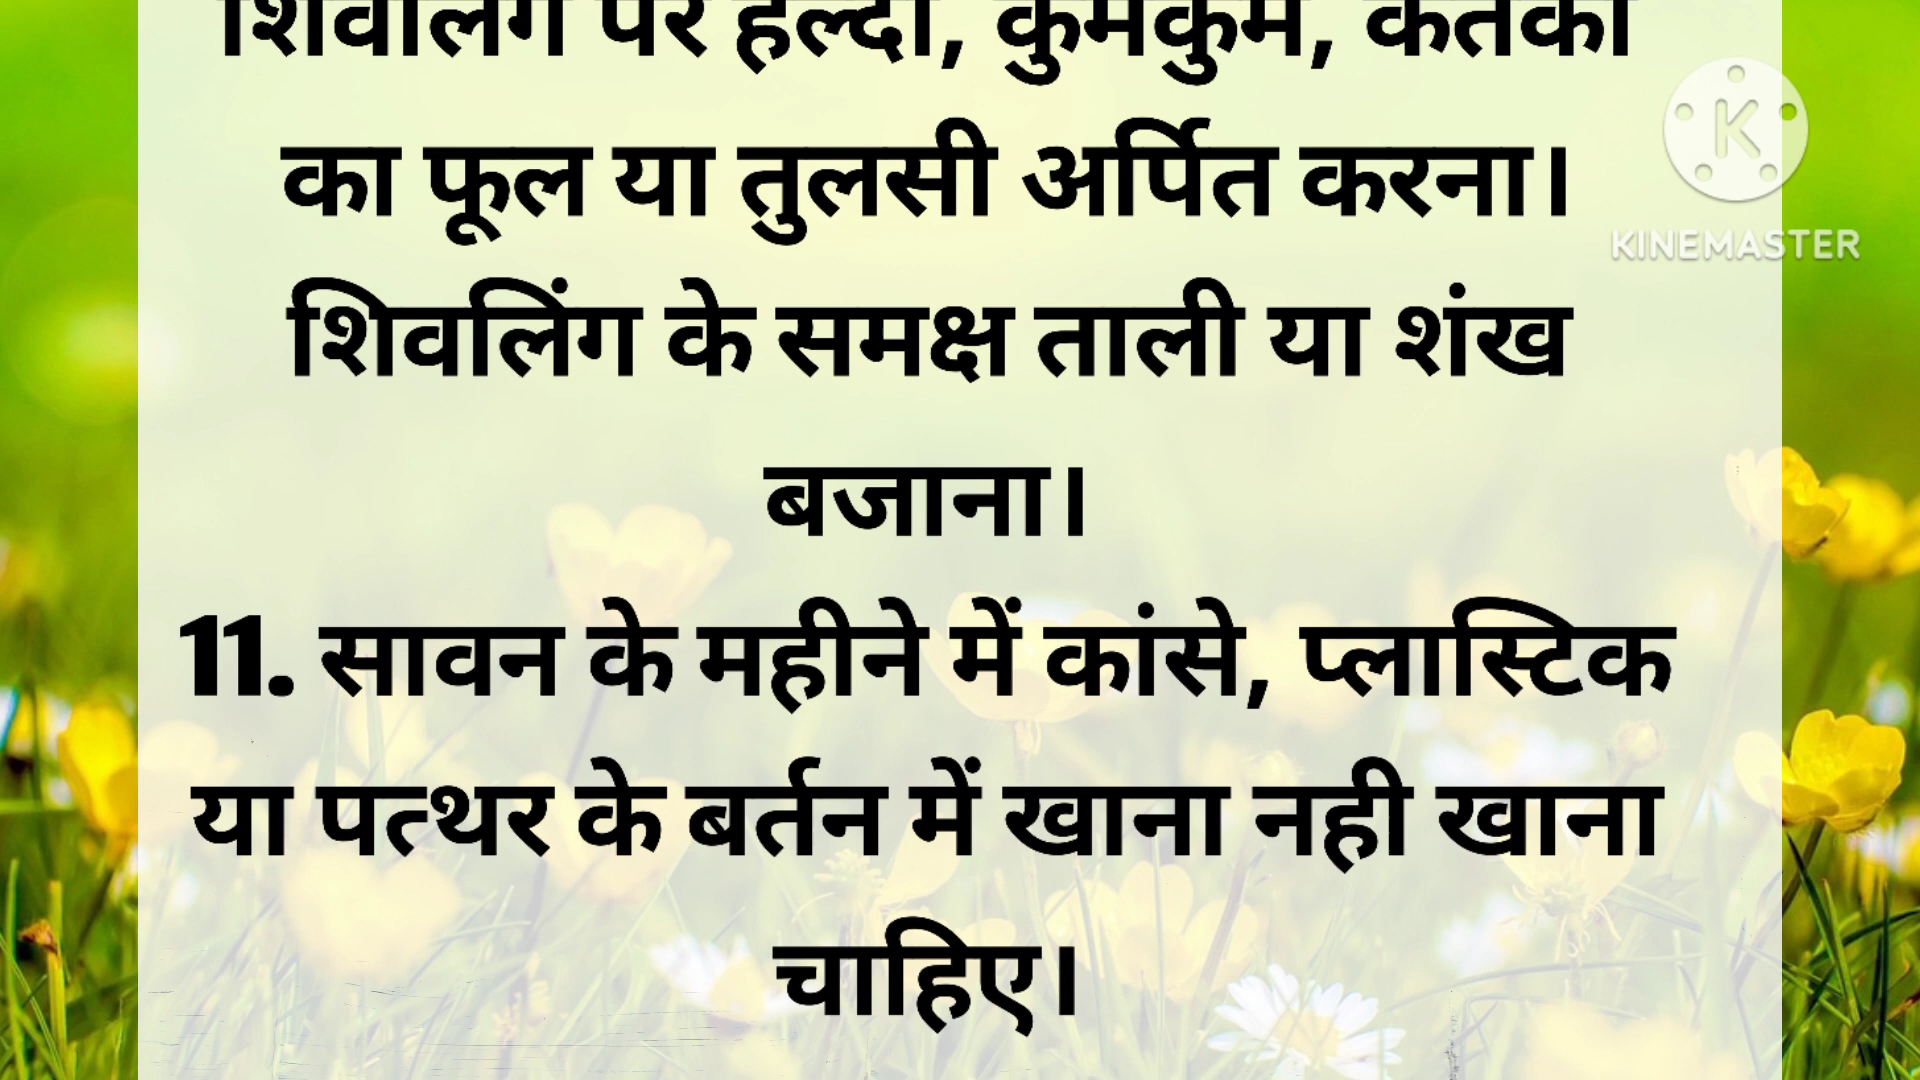 शिवलिंग पर हल्दी, कुमकुम, केतकी
का फूल या तुलसी अर्पित करना।
शिवलिंग के समक्ष ताली या शंख
बजाना।
11. सावन के महीने में कांसे, प्लास्टिक
या पत्थर के बर्तन में खाना नही खाना
चाहिए।
K
KINEMASTER